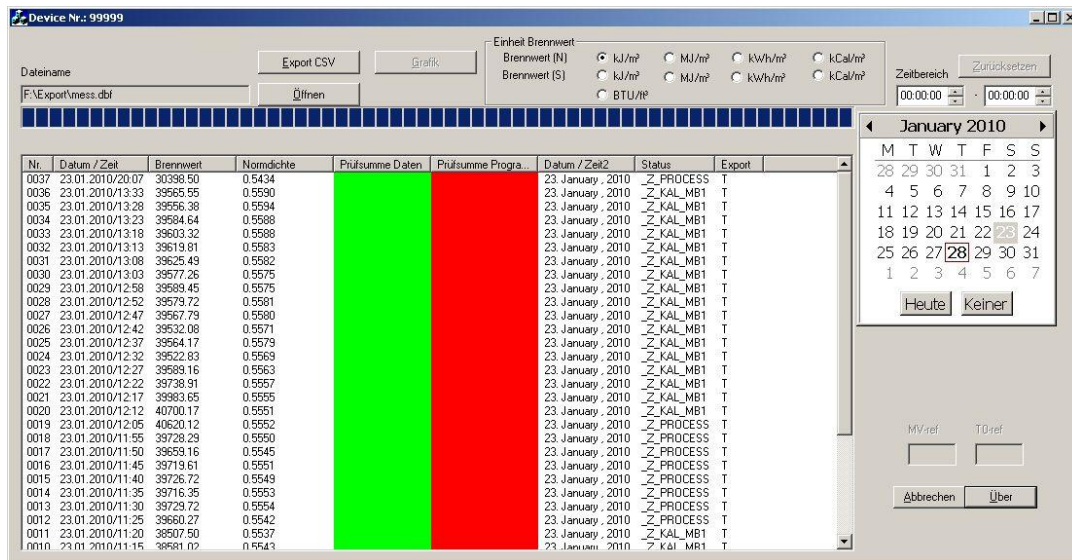 Device Nr.: 99999
Dateiname
F:\Export\mess.dbf
Export CSV
Grafik
Öffnen
Einheit Brennwert
Brennwert (N) kJ/m³ MJ/m³ kWh/m³ kCal/m³
Brennwert (S) kJ/m³ MJ/m³ kWh/m³ kCal/m³
BTU/ft³
Zeitbereich
Zurücksetzen
00:00:00 - 00:00:00
January 2010
M T W T F S S
28 29 30 31 1 2 3
4 5 6 7 8 9 10
11 12 13 14 15 16 17
18 19 20 21 22 23 24
25 26 27 28 29 30 31
1 2 3 4 5 6 7
Heute Keiner
Nr. Datum / Zeit Brennwert Normdichte Prüfsumme Daten Prüfsumme Progra... Datum / Zeit2 Status Export
0037 23.01.2010/20:07 30398.50 0.5434 23. January , 2010 _Z_PROCESS T
0036 23.01.2010/13:33 39565.55 0.5590 23. January , 2010 _Z_KAL_MB1 T
0035 23.01.2010/13:28 39556.38 0.5594 23. January , 2010 _Z_KAL_MB1 T
0034 23.01.2010/13:23 39584.64 0.5588 23. January , 2010 _Z_KAL_MB1 T
0033 23.01.2010/13:18 39603.32 0.5588 23. January , 2010 _Z_KAL_MB1 T
0032 23.01.2010/13:13 39619.81 0.5583 23. January , 2010 _Z_KAL_MB1 T
0031 23.01.2010/13:08 39625.49 0.5582 23. January , 2010 _Z_KAL_MB1 T
0030 23.01.2010/13:03 39577.26 0.5575 23. January , 2010 _Z_KAL_MB1 T
0029 23.01.2010/12:58 39589.45 0.5575 23. January , 2010 _Z_KAL_MB1 T
0028 23.01.2010/12:52 39579.72 0.5581 23. January , 2010 _Z_KAL_MB1 T
0027 23.01.2010/12:47 39567.79 0.5580 23. January , 2010 _Z_KAL_MB1 T
0026 23.01.2010/12:42 39532.08 0.5571 23. January , 2010 _Z_KAL_MB1 T
0025 23.01.2010/12:37 39564.17 0.5579 23. January , 2010 _Z_KAL_MB1 T
0024 23.01.2010/12:32 39522.83 0.5569 23. January , 2010 _Z_KAL_MB1 T
0023 23.01.2010/12:27 39589.16 0.5563 23. January , 2010 _Z_KAL_MB1 T
0022 23.01.2010/12:22 39738.91 0.5557 23. January , 2010 _Z_KAL_MB1 T
0021 23.01.2010/12:17 39983.65 0.5555 23. January , 2010 _Z_KAL_MB1 T
0020 23.01.2010/12:12 40700.17 0.5551 23. January , 2010 _Z_KAL_MB1 T
0019 23.01.2010/12:05 40620.12 0.5552 23. January , 2010 _Z_PROCESS T
0018 23.01.2010/11:55 39728.29 0.5550 23. January , 2010 _Z_PROCESS T
0017 23.01.2010/11:50 39659.16 0.5545 23. January , 2010 _Z_PROCESS T
0016 23.01.2010/11:45 39719.61 0.5551 23. January , 2010 _Z_PROCESS T
0015 23.01.2010/11:40 39726.72 0.5549 23. January , 2010 _Z_PROCESS T
0014 23.01.2010/11:35 39716.35 0.5553 23. January , 2010 _Z_PROCESS T
0013 23.01.2010/11:30 39729.72 0.5554 23. January , 2010 _Z_PROCESS T
0012 23.01.2010/11:25 39660.27 0.5542 23. January , 2010 _Z_PROCESS T
0011 23.01.2010/11:20 38507.50 0.5537 23. January , 2010 _Z_KAL_MB1 T
0010 23.01.2010/11:15 38581.02 0.5543 23. January , 2010 _Z_KAL_MB1 T
MV-ref T0-ref
Abbrechen Über